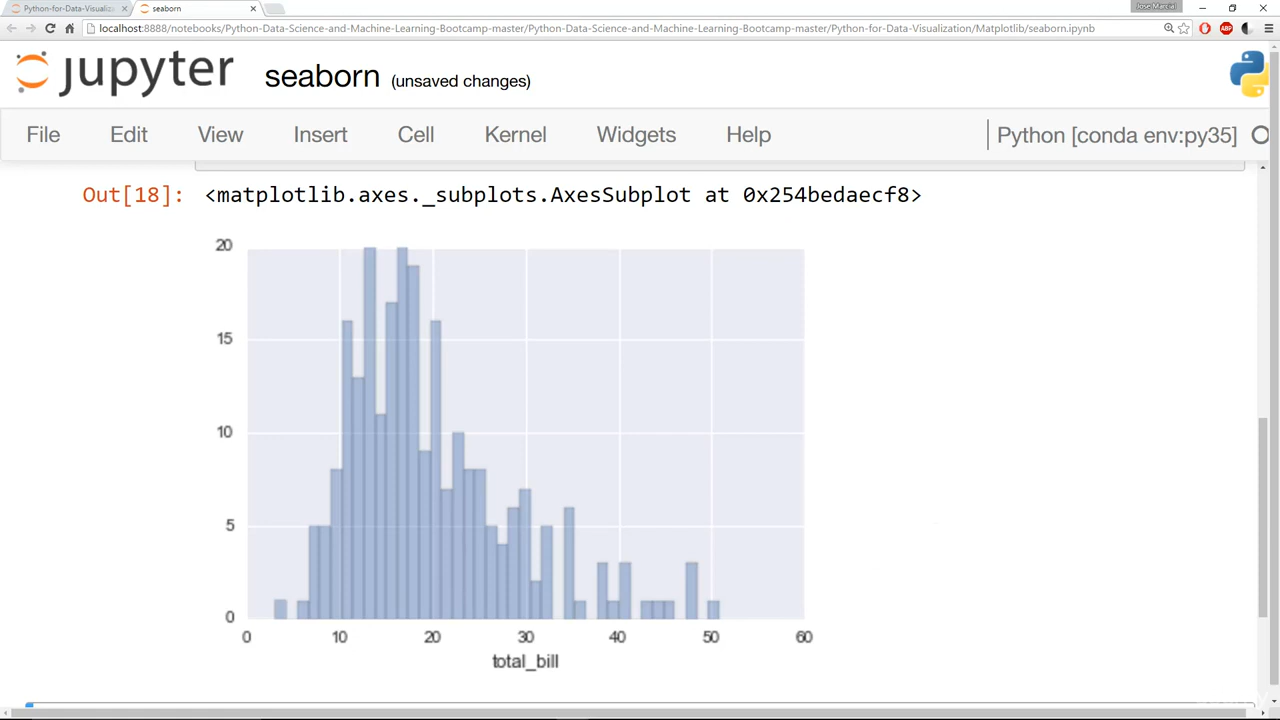 Python-for-Data-Visualiz
seaborn
Jose Marcial
localhost:8888/notebooks/Python-Data-Science-and-Machine-Learning-Bootcamp-master/Python-Data-Science-and-Machine-Learning-Bootcamp-master/Python-for-Data-Visualization/Matplotlib/seaborn.ipynb
ABP
jupyter seaborn (unsaved changes)
File Edit View Insert Cell Kernel Widgets Help Python [conda env:py35]
Out[18]: <matplotlib.axes._subplots.AxesSubplot at 0x254bedaecf8>
20
15
10
5
0
0 10 20 30 40 50 60
total_bill